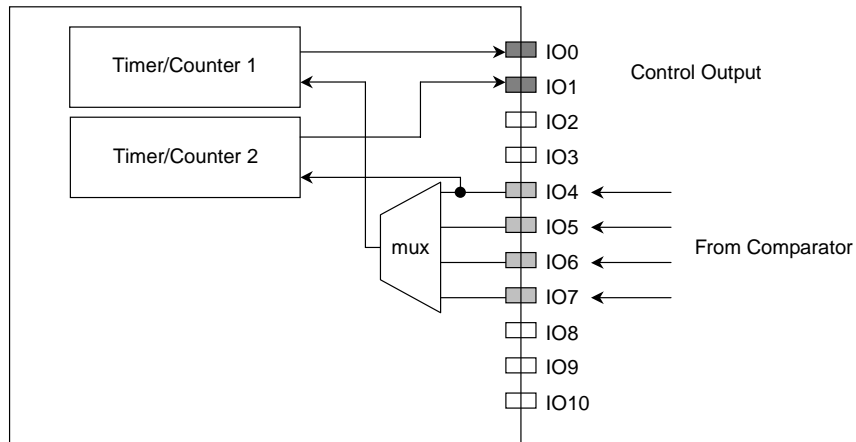 Timer/Counter 1
IO0
Control Output
IO1
Timer/Counter 2
IO2
IO3
IO4
IO5
mux
From Comparator
IO6
IO7
IO8
IO9
IO10